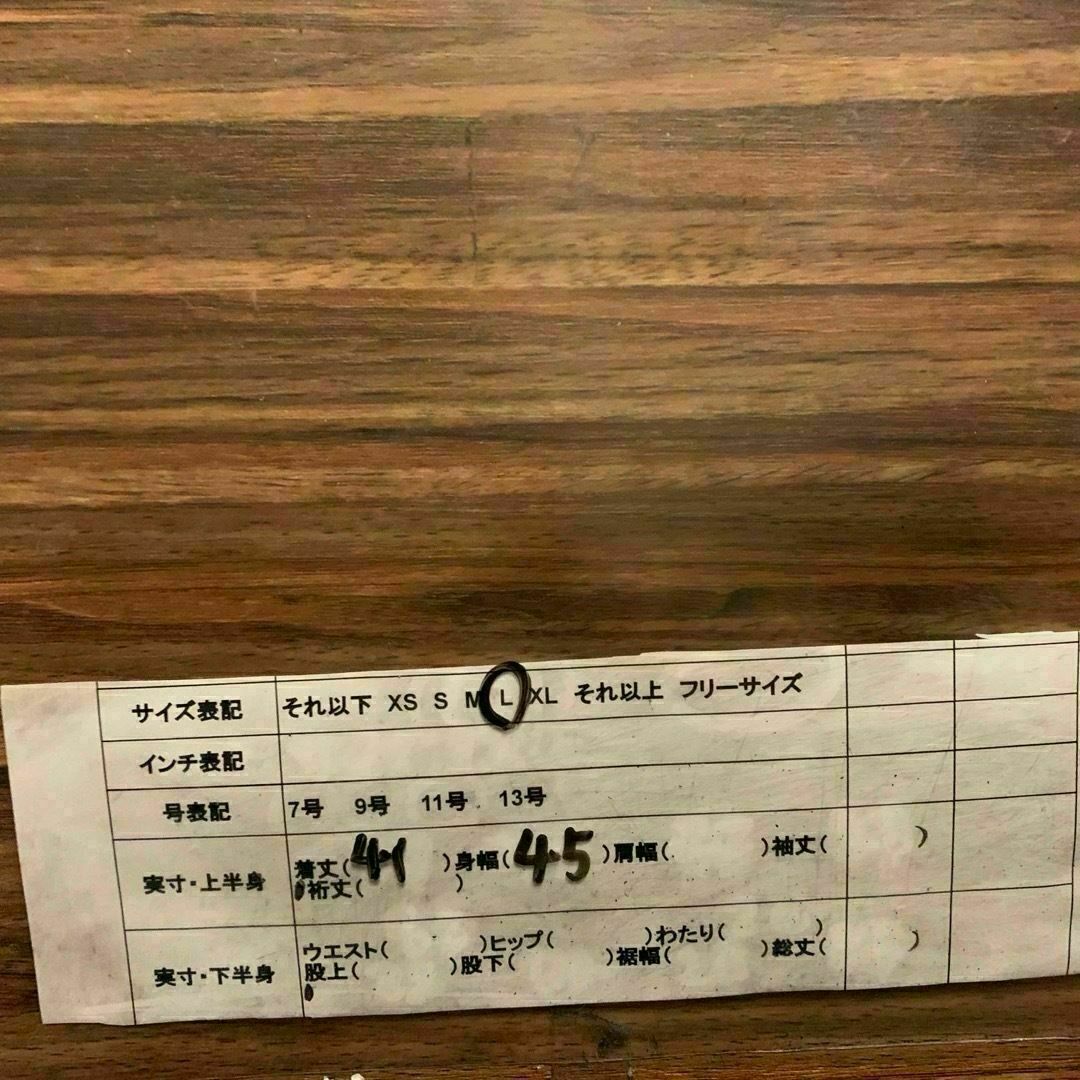 サイズ表記 それ以下 XS S M L XL それ以上 フリーサイズ
インチ表記
号表記 7号 9号 11号 13号
実寸・上半身 着丈( )身幅(45 )肩幅( )袖丈( )
裄丈( )
実寸・下半身 ウエスト( )ヒップ( )わたり( )
股上( )股下( )裾幅( )総丈( )